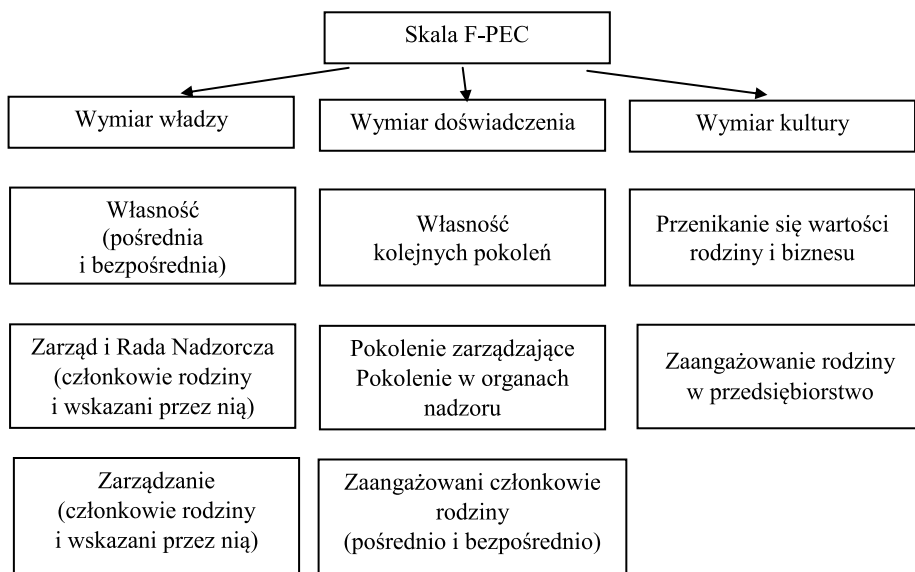 Skala F-PEC
Wymiar władzy
Wymiar doświadczenia
Wymiar kultury
Własność
(pośrednia
i bezpośrednia)
Własność
kolejnych pokoleń
Przenikanie się wartości
rodziny i biznesu
Zarząd i Rada Nadzorcza
(członkowie rodziny
i wskazani przez nią)
Pokolenie zarządzające
Pokolenie w organach
nadzoru
Zaangażowanie rodziny
w przedsiębiorstwo
Zarządzanie
(członkowie rodziny
i wskazani przez nią)
Zaangażowani członkowie
rodziny
(pośrednio i bezpośrednio)